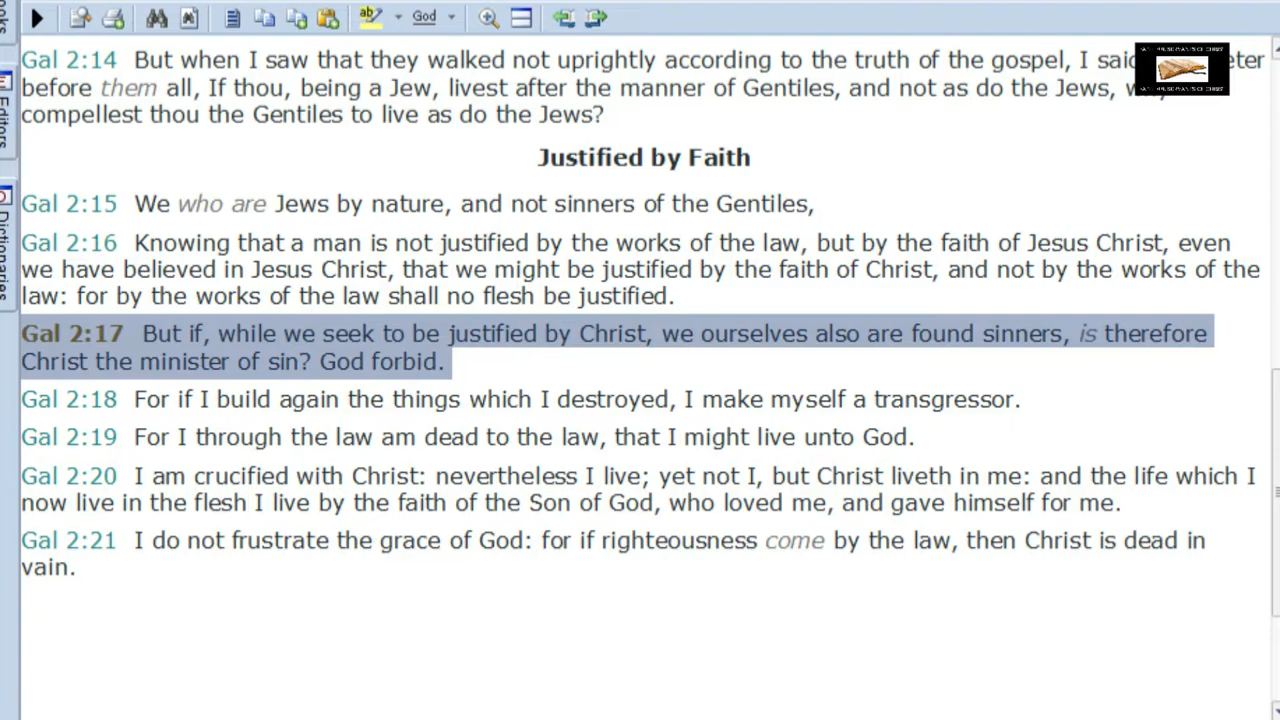 God
Gal 2:14 But when I saw that they walked not uprightly according to the truth of the gospel, I said
before them all, If thou, being a Jew, livest after the manner of Gentiles, and not as do the Jews,
compellest thou the Gentiles to live as do the Jews?
Justified by Faith
Gal 2:15 We who are Jews by nature, and not sinners of the Gentiles,
Gal 2:16 Knowing that a man is not justified by the works of the law, but by the faith of Jesus Christ, even
we have believed in Jesus Christ, that we might be justified by the faith of Christ, and not by the works of the
law: for by the works of the law shall no flesh be justified.
Gal 2:17 But if, while we seek to be justified by Christ, we ourselves also are found sinners, is therefore
Christ the minister of sin? God forbid.
Gal 2:18 For if I build again the things which I destroyed, I make myself a transgressor.
Gal 2:19 For I through the law am dead to the law, that I might live unto God.
Gal 2:20 I am crucified with Christ: nevertheless I live; yet not I, but Christ liveth in me: and the life which I
now live in the flesh I live by the faith of the Son of God, who loved me, and gave himself for me.
Gal 2:21 I do not frustrate the grace of God: for if righteousness come by the law, then Christ is dead in
vain.
Editors
Dictionaries